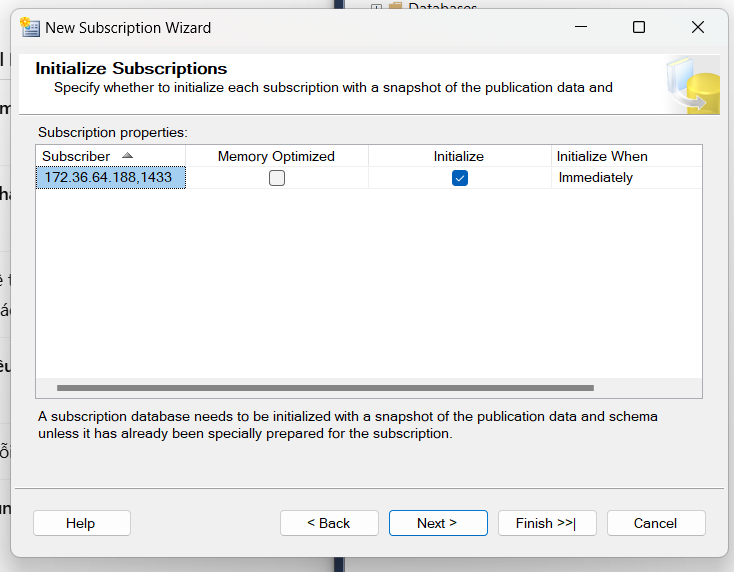 Databases
New Subscription Wizard
Initialize Subscriptions
Specify whether to initialize each subscription with a snapshot of the publication data and
Subscription properties:
Subscriber Memory Optimized Initialize Initialize When
172.36.64.188,1433 Immediately
A subscription database needs to be initialized with a snapshot of the publication data and schema
unless it has already been specially prepared for the subscription.
Help < Back Next > Finish >>| Cancel